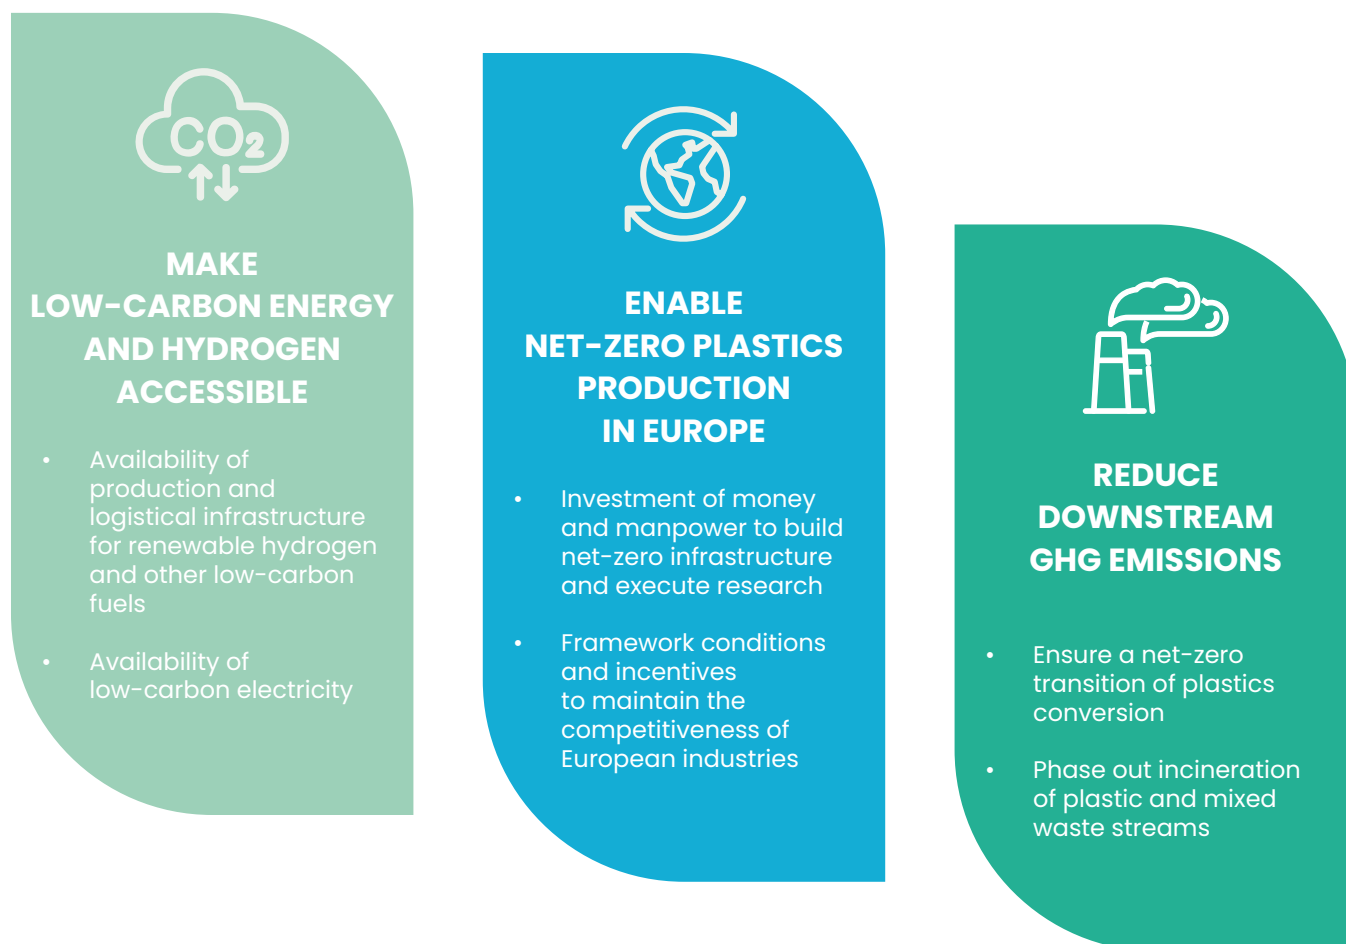 CO2
MAKE
LOW-CARBON ENERGY
AND HYDROGEN
ACCESSIBLE
• Availability of
production and
logistical infrastructure
for renewable hydrogen
and other low-carbon
fuels
• Availability of
low-carbon electricity
ENABLE
NET-ZERO PLASTICS
PRODUCTION
IN EUROPE
• Investment of money
and manpower to build
net-zero infrastructure
and execute research
• Framework conditions
and incentives
to maintain the
competitiveness of
European industries
REDUCE
DOWNSTREAM
GHG EMISSIONS
• Ensure a net-zero
transition of plastics
conversion
• Phase out incineration
of plastic and mixed
waste streams